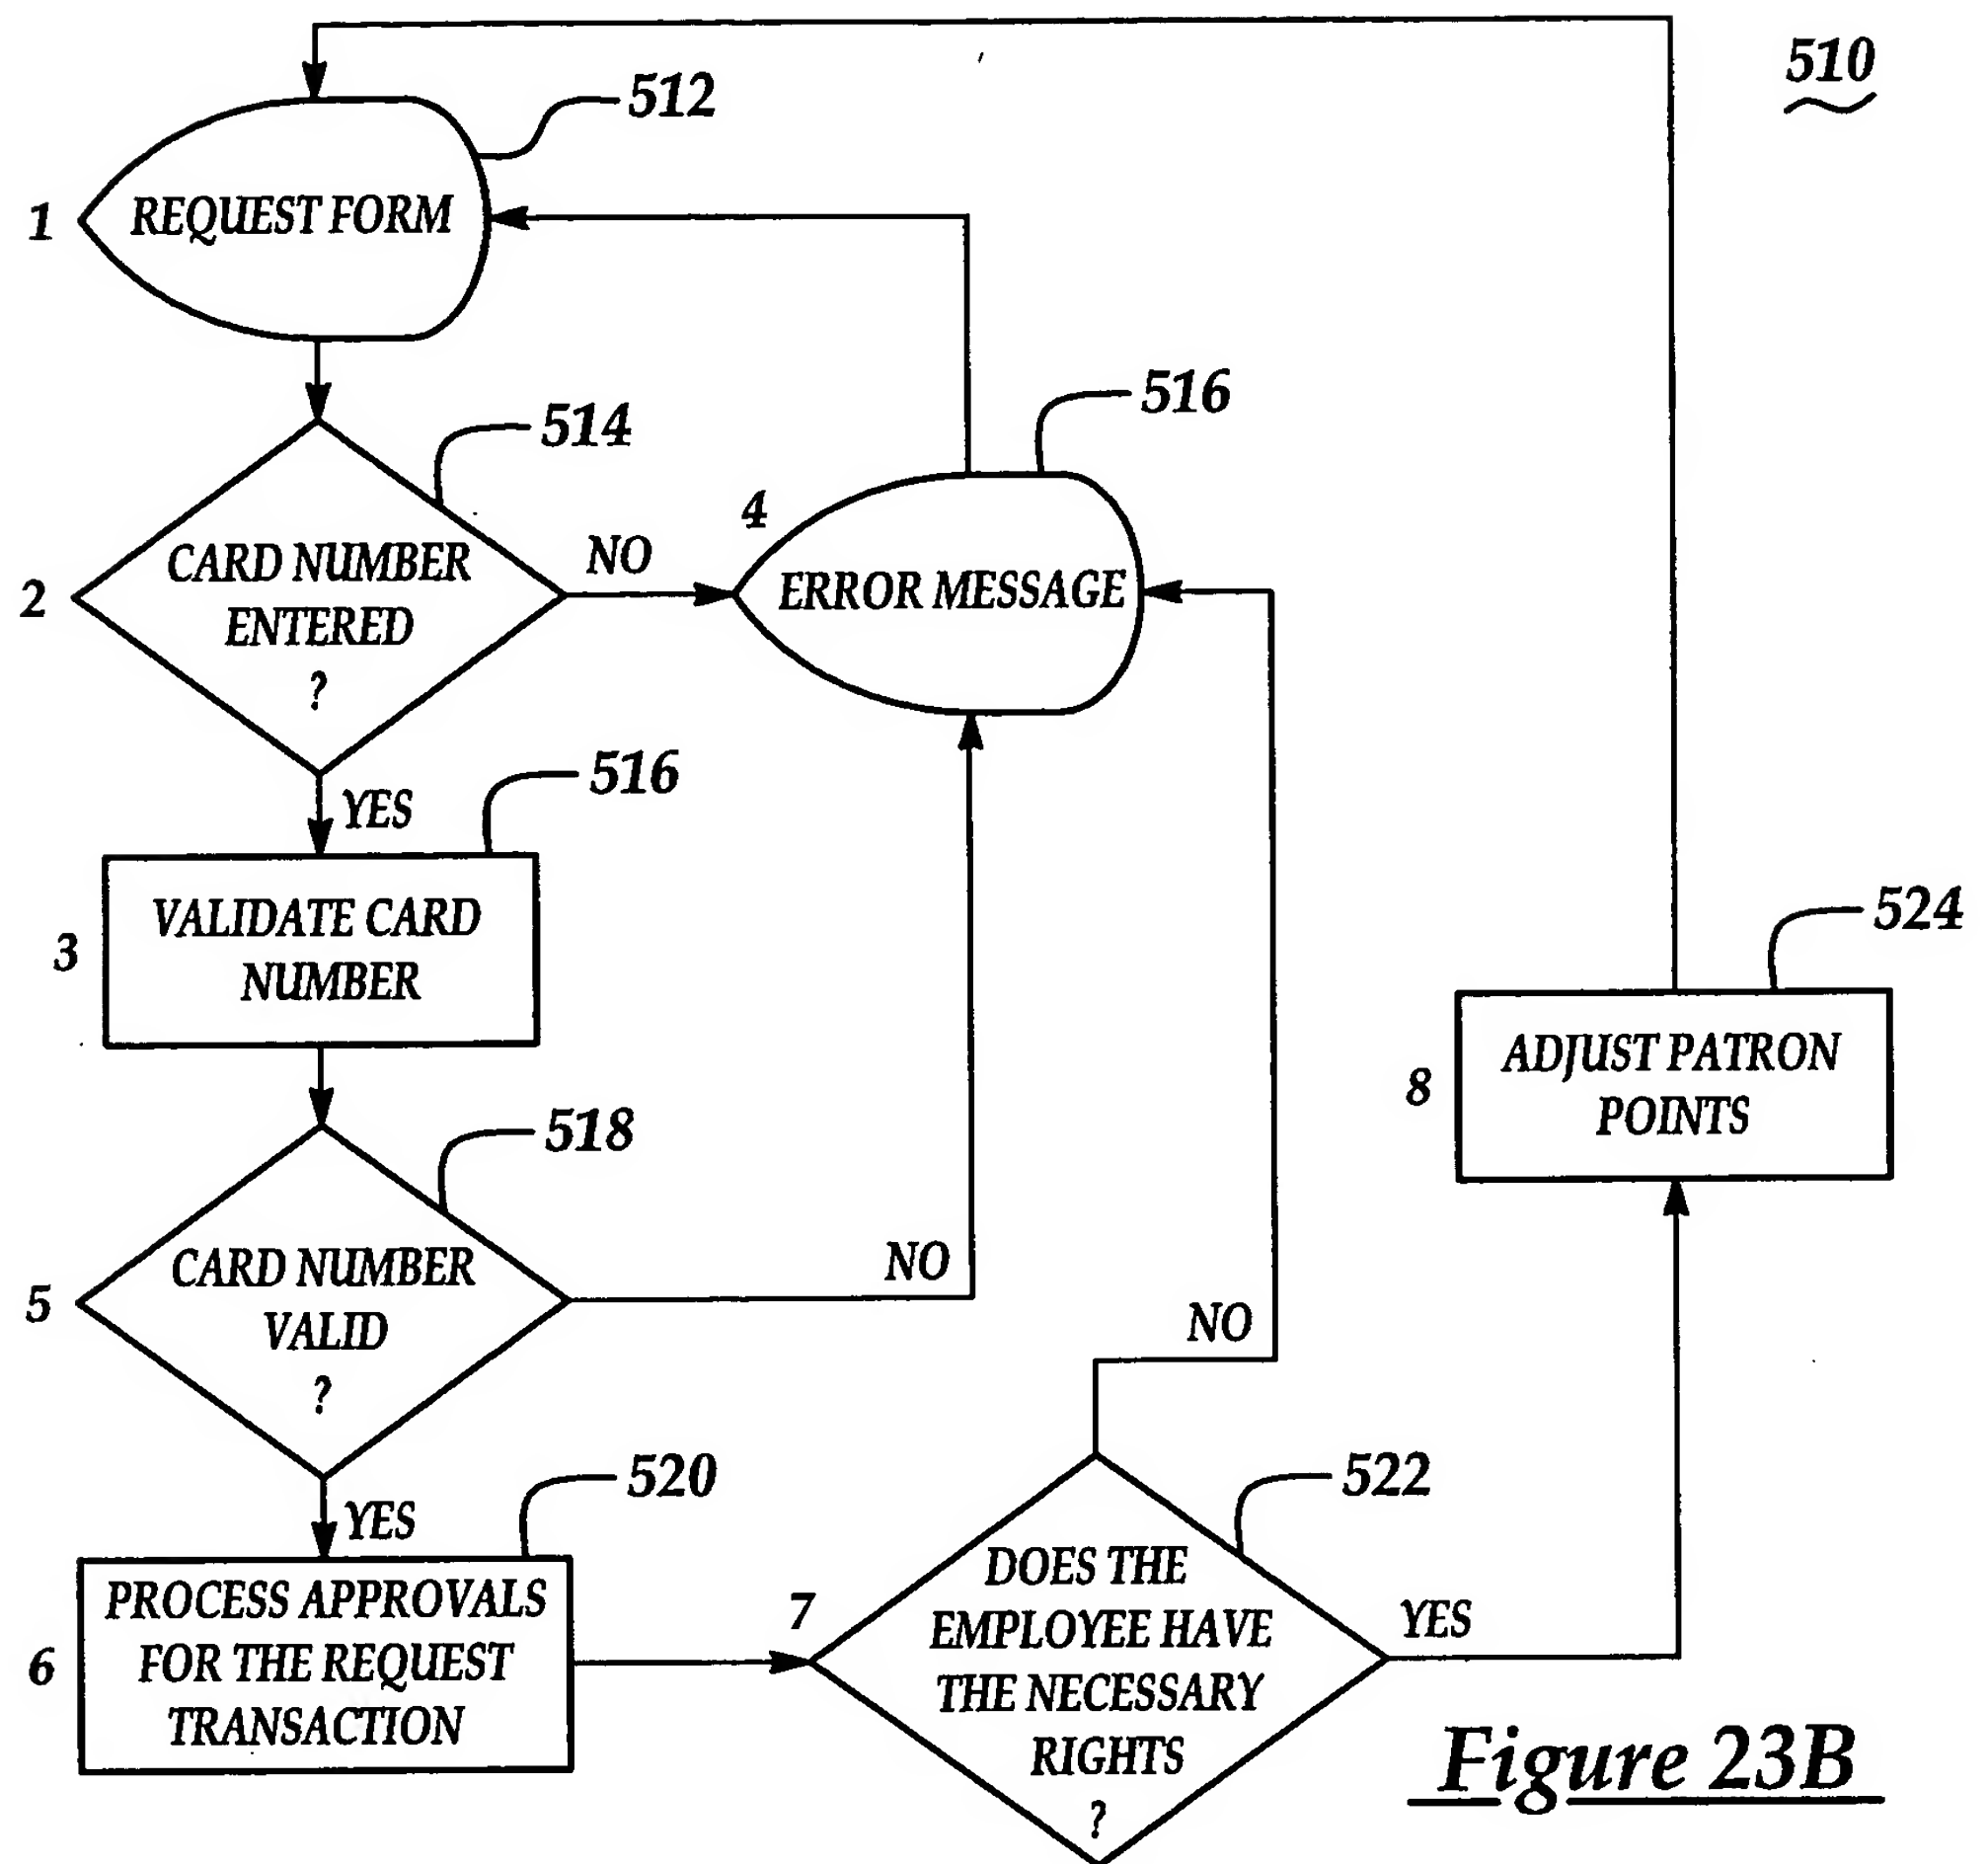 510
512
1
REQUEST FORM
516
514
4
2
CARD NUMBER
ENTERED
?
NO
ERROR MESSAGE
YES
516
3
VALIDATE CARD
NUMBER
524
8
ADJUST PATRON
POINTS
518
5
CARD NUMBER
VALID
?
NO
NO
YES
520
6
PROCESS APPROVALS
FOR THE REQUEST
TRANSACTION
522
7
DOES THE
EMPLOYEE HAVE
THE NECESSARY
RIGHTS
?
YES
Figure 23B